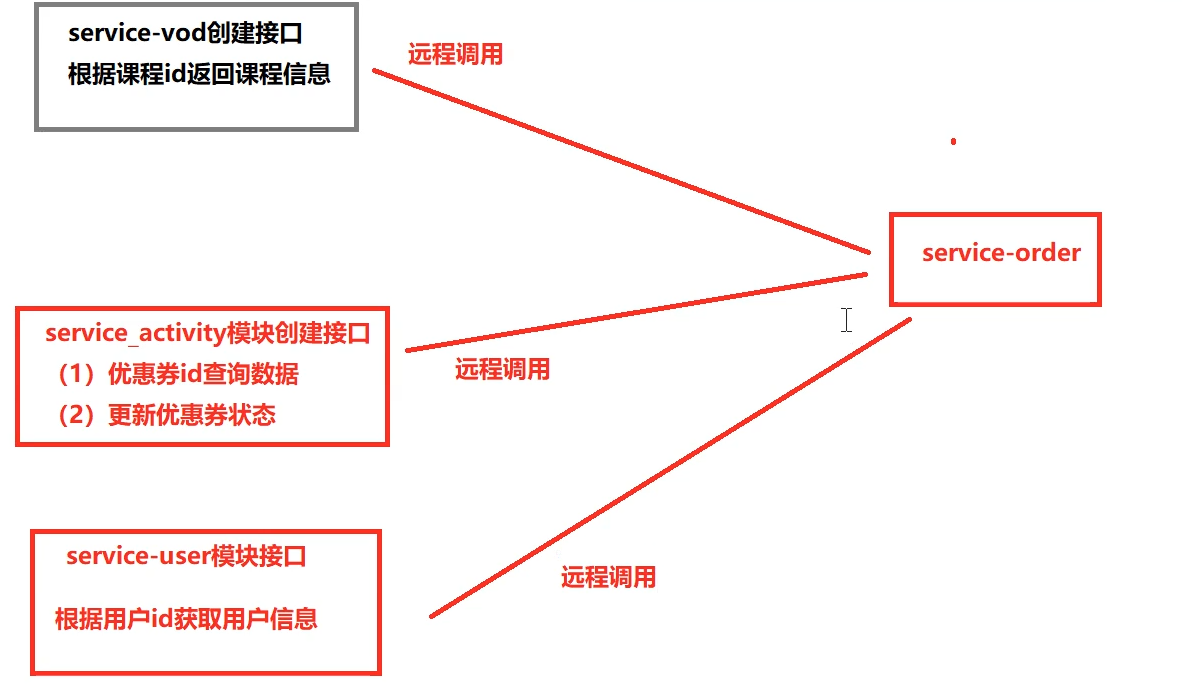 service-vod创建接口
根据课程id返回课程信息
远程调用
service-order
service_activity模块创建接口
（1）优惠券id查询数据
（2）更新优惠券状态
远程调用
service-user模块接口
根据用户id获取用户信息
远程调用